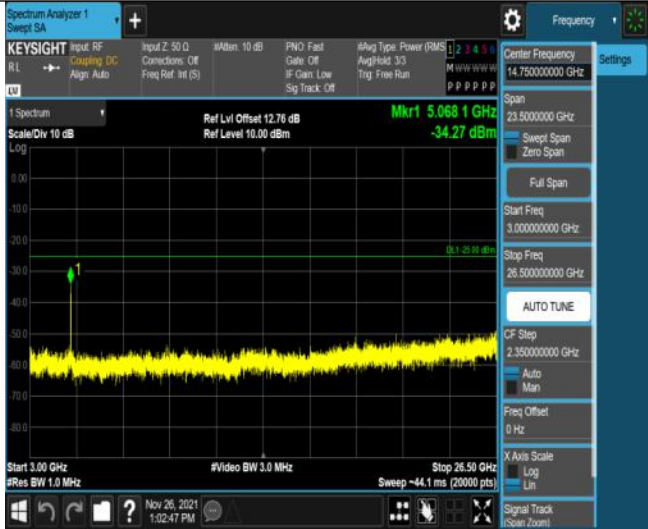 Spectrum Analyzer 1
Swept SA
+
Frequency
KEYSIGHT
RL
LV
Input: RF
Coupling: DC
Align: Auto
Input Z: 50 Ω
Corrections: Off
Freq Ref: Int (S)
#Atten: 10 dB
PNO: Fast
Gate: Off
IF Gain: Low
Sig Track: Off
#Avg Type: Power (RMS
Avg|Hold: 3/3
Trig: Free Run
1 2 3 4 5 6
M W W W W W
P P P P P P
Center Frequency
14.750000000 GHz
Settings
Span
23.5000000 GHz
Swept Span
Zero Span
Full Span
Start Freq
3.000000000 GHz
Stop Freq
26.500000000 GHz
AUTO TUNE
CF Step
2.350000000 GHz
Auto
Man
Freq Offset
0 Hz
X Axis Scale
Log
Lin
Signal Track
(Span Zoom)
1 Spectrum
Scale/Div 10 dB
Log
Ref Lvl Offset 12.76 dB
Ref Level 10.00 dBm
Mkr1 5.068 1 GHz
-34.27 dBm
0.00
-10.0
-20.0
-30.0
-40.0
-50.0
-60.0
-70.0
-80.0
DL1 -25.00 dBm
1
Start 3.00 GHz
#Res BW 1.0 MHz
#Video BW 3.0 MHz
Stop 26.50 GHz
Sweep ~44.1 ms (20000 pts)
?
Nov 26, 2021
1:02:47 PM